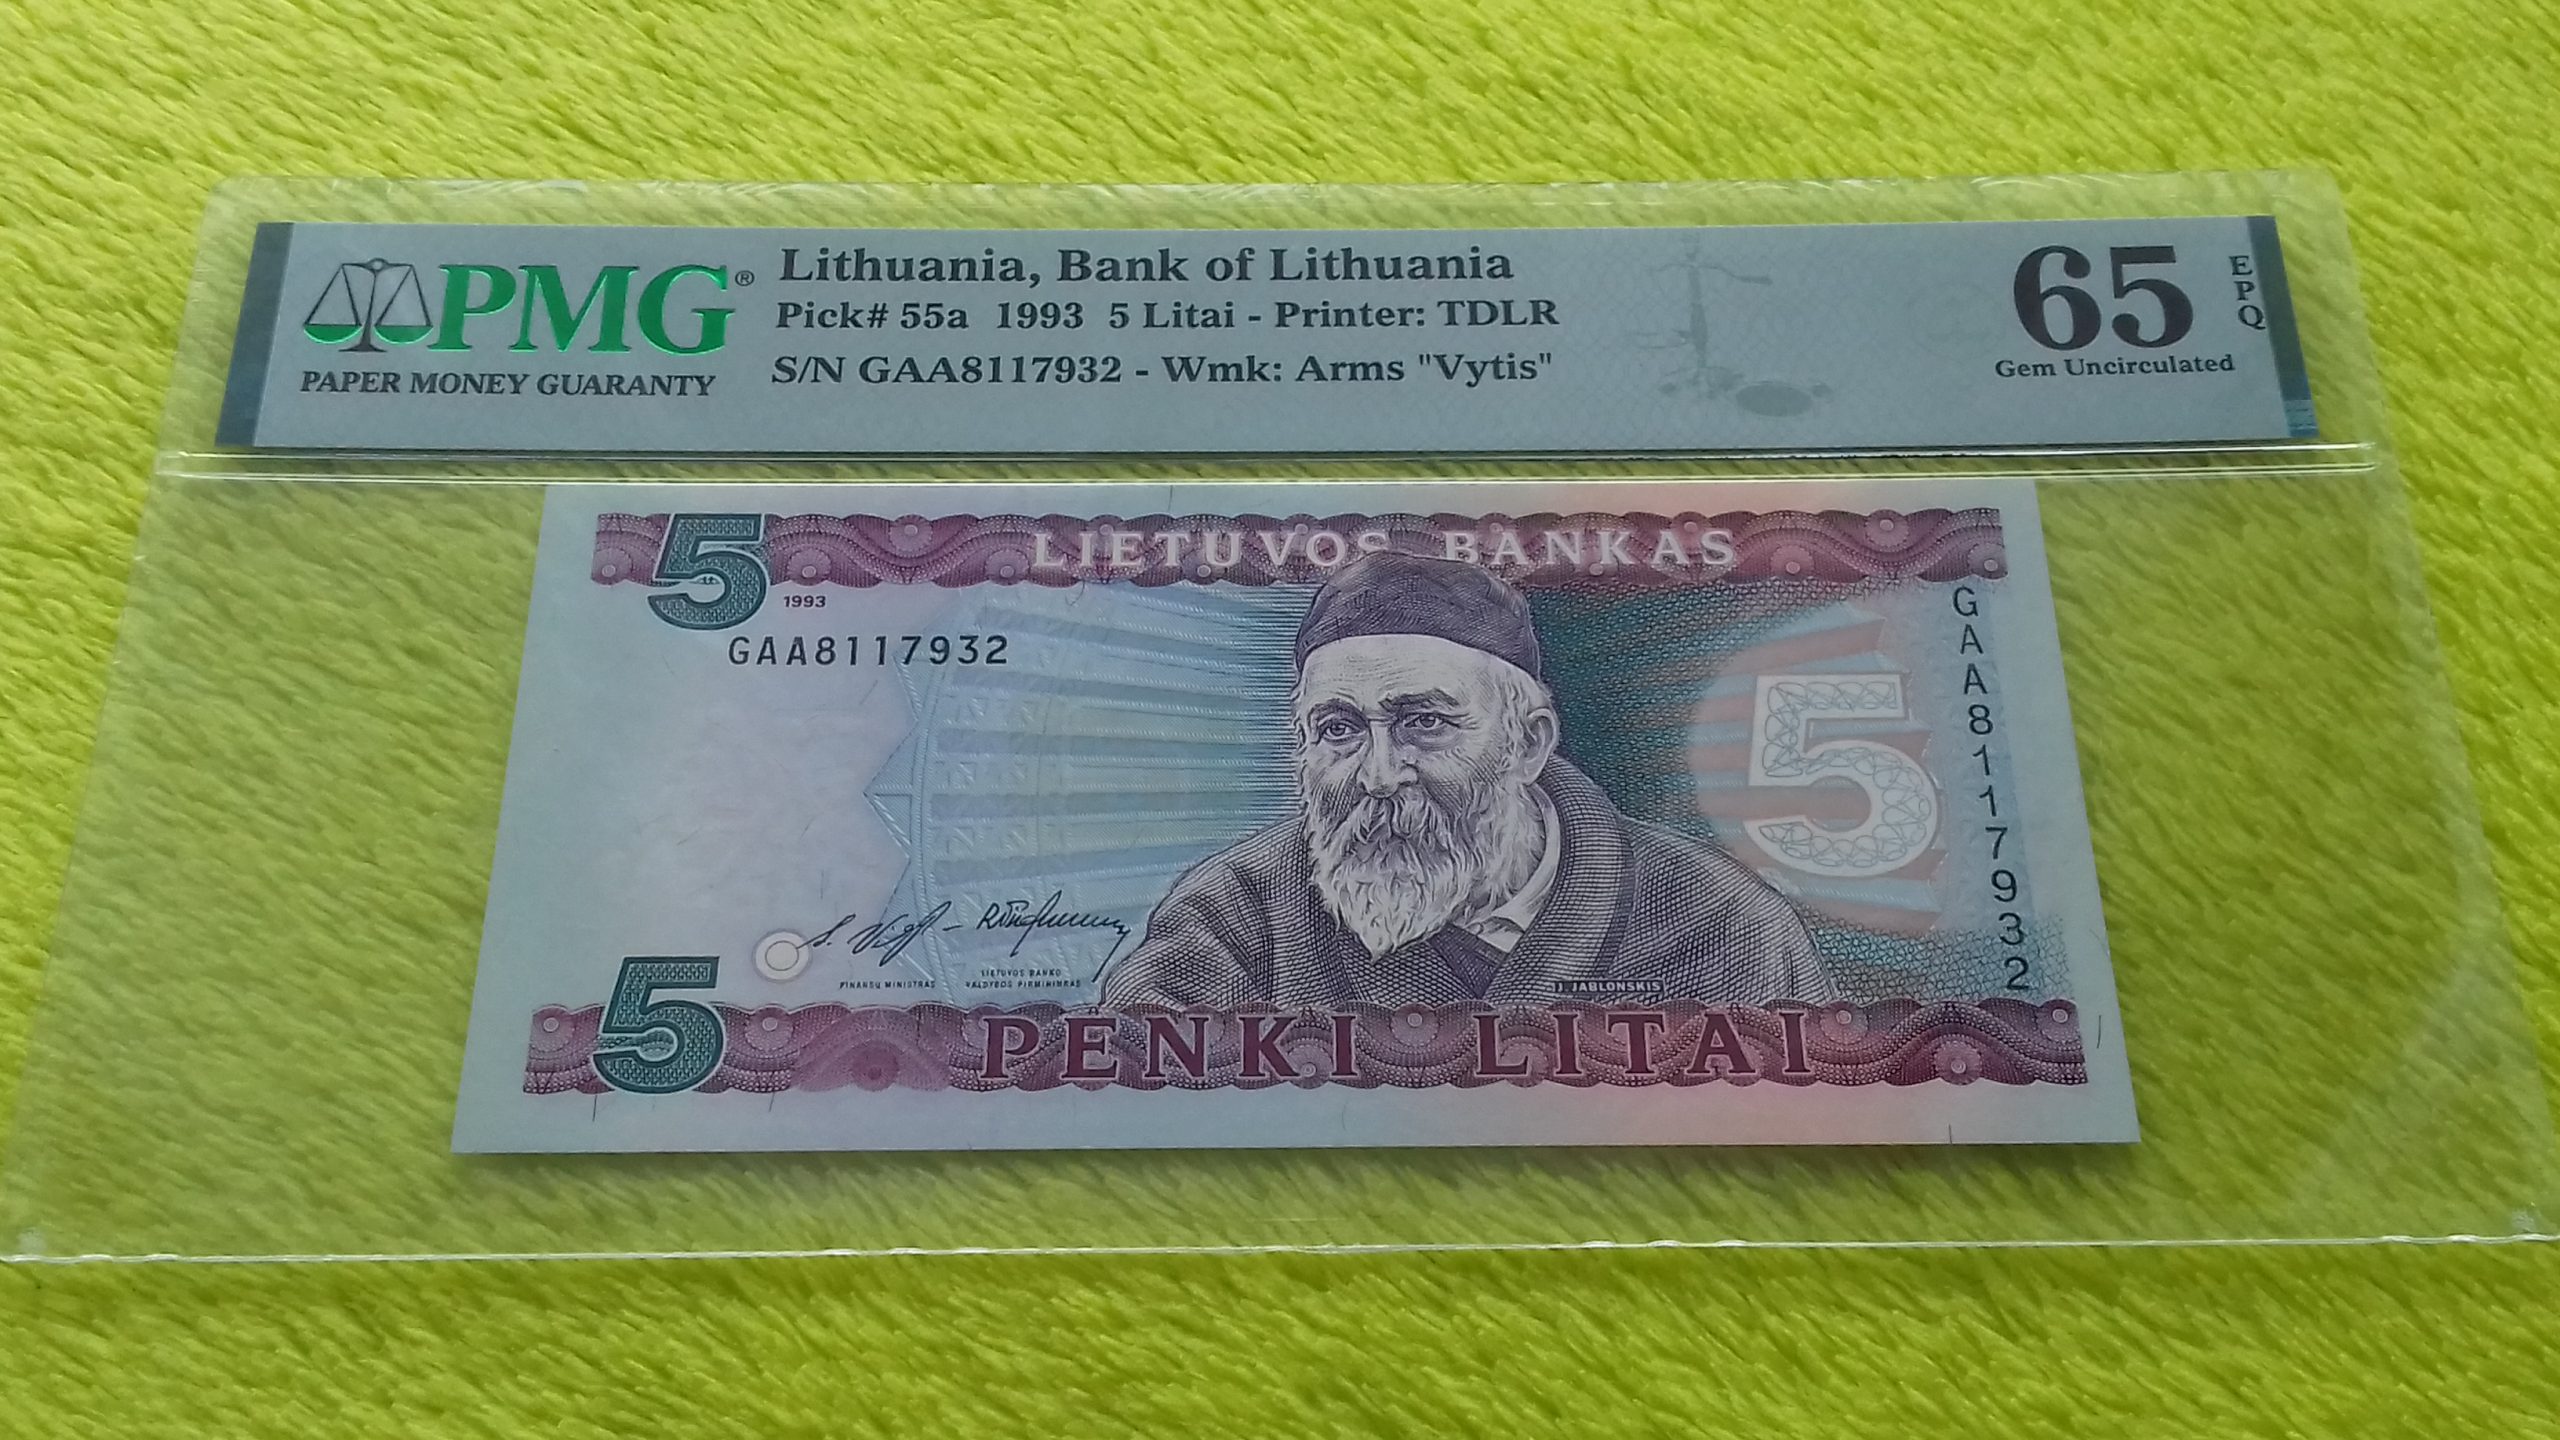 PMG®
PAPER MONEY GUARANTY
Lithuania, Bank of Lithuania
Pick# 55a 1993 5 Litai - Printer: TDLR
S/N GAA8117932 - Wmk: Arms "Vytis"
65
EPQ
Gem Uncirculated
5
LIETUVOS BANKAS
1993
GAA8117932
GAA8117932
5
FINANSŲ MINISTRAS
LIETUVOS BANKO
VALDYBOS PIRMININKAS
J. JABLONSKIS
5
PENKI LITAI